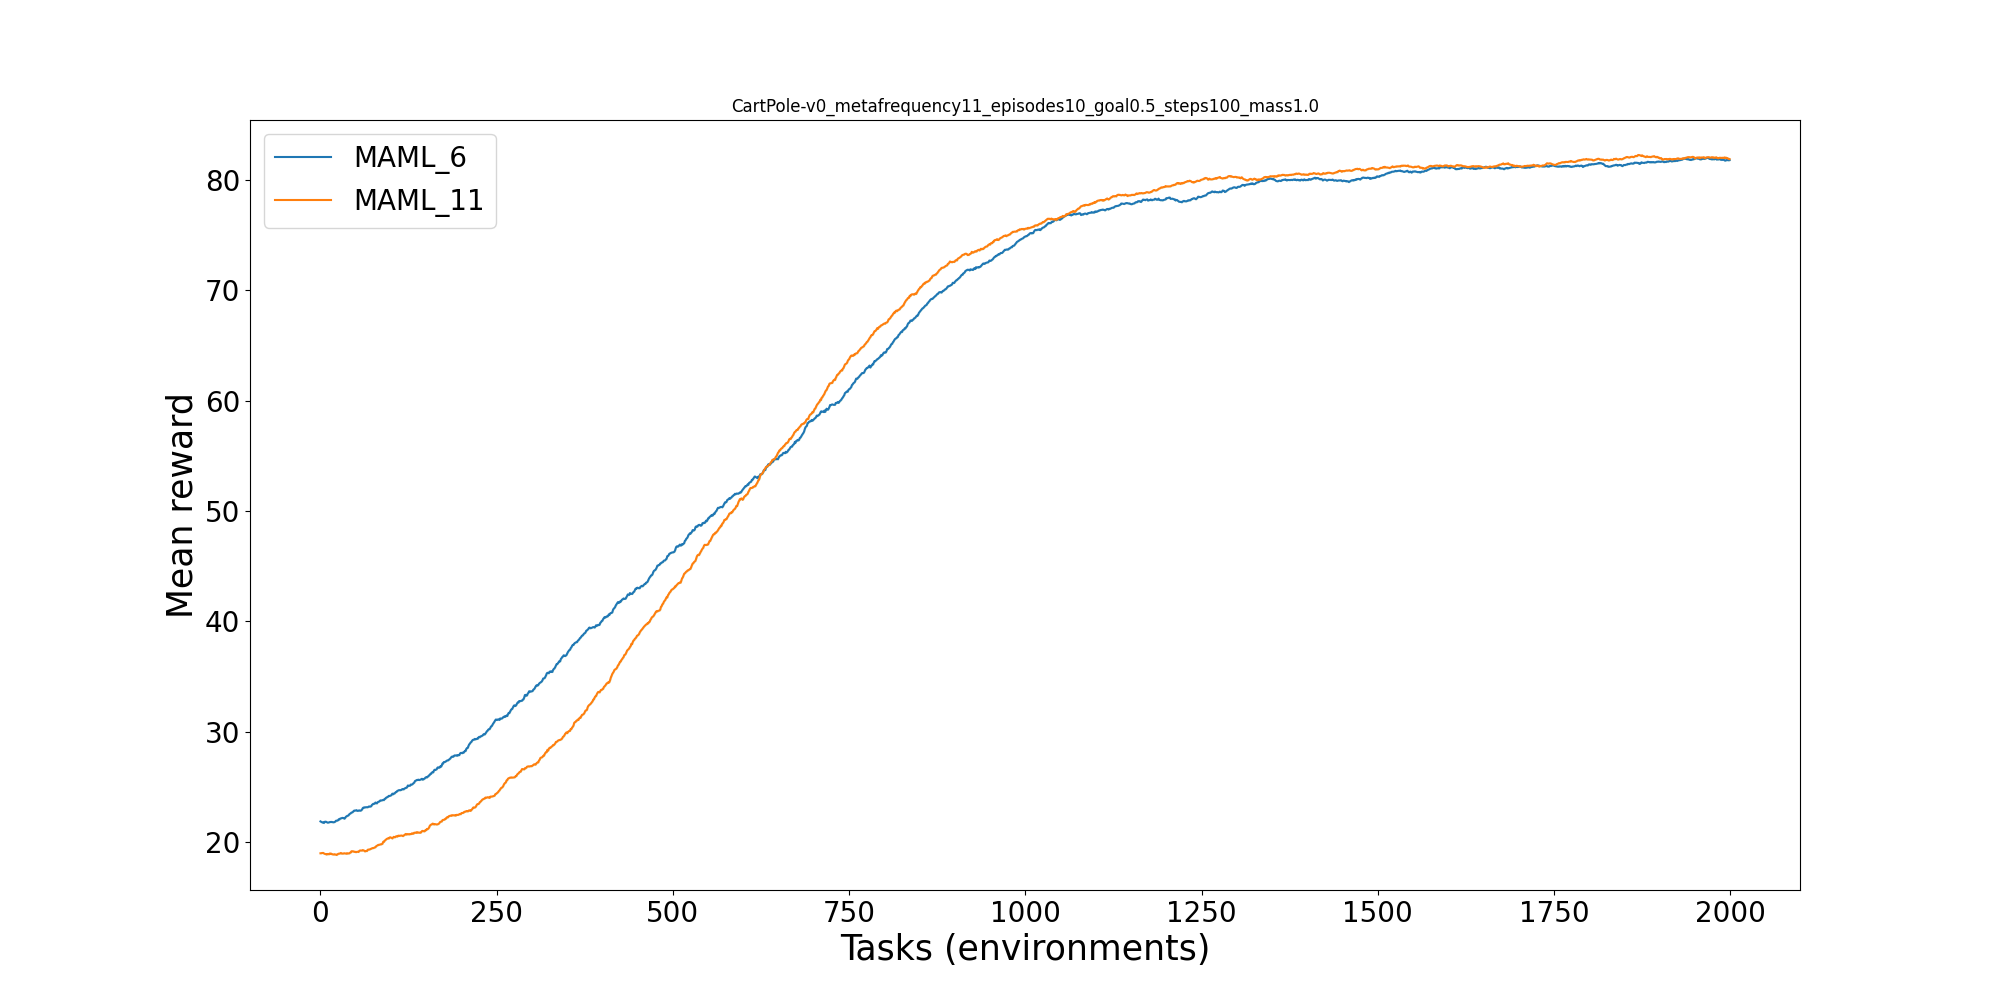 CartPole-v0_metafrequency11_episodes10_goal0.5_steps100_mass1.0
MAML_6
MAML_11
80
70
60
50
40
30
20
Mean reward
0 250 500 750 1000 1250 1500 1750 2000
Tasks (environments)